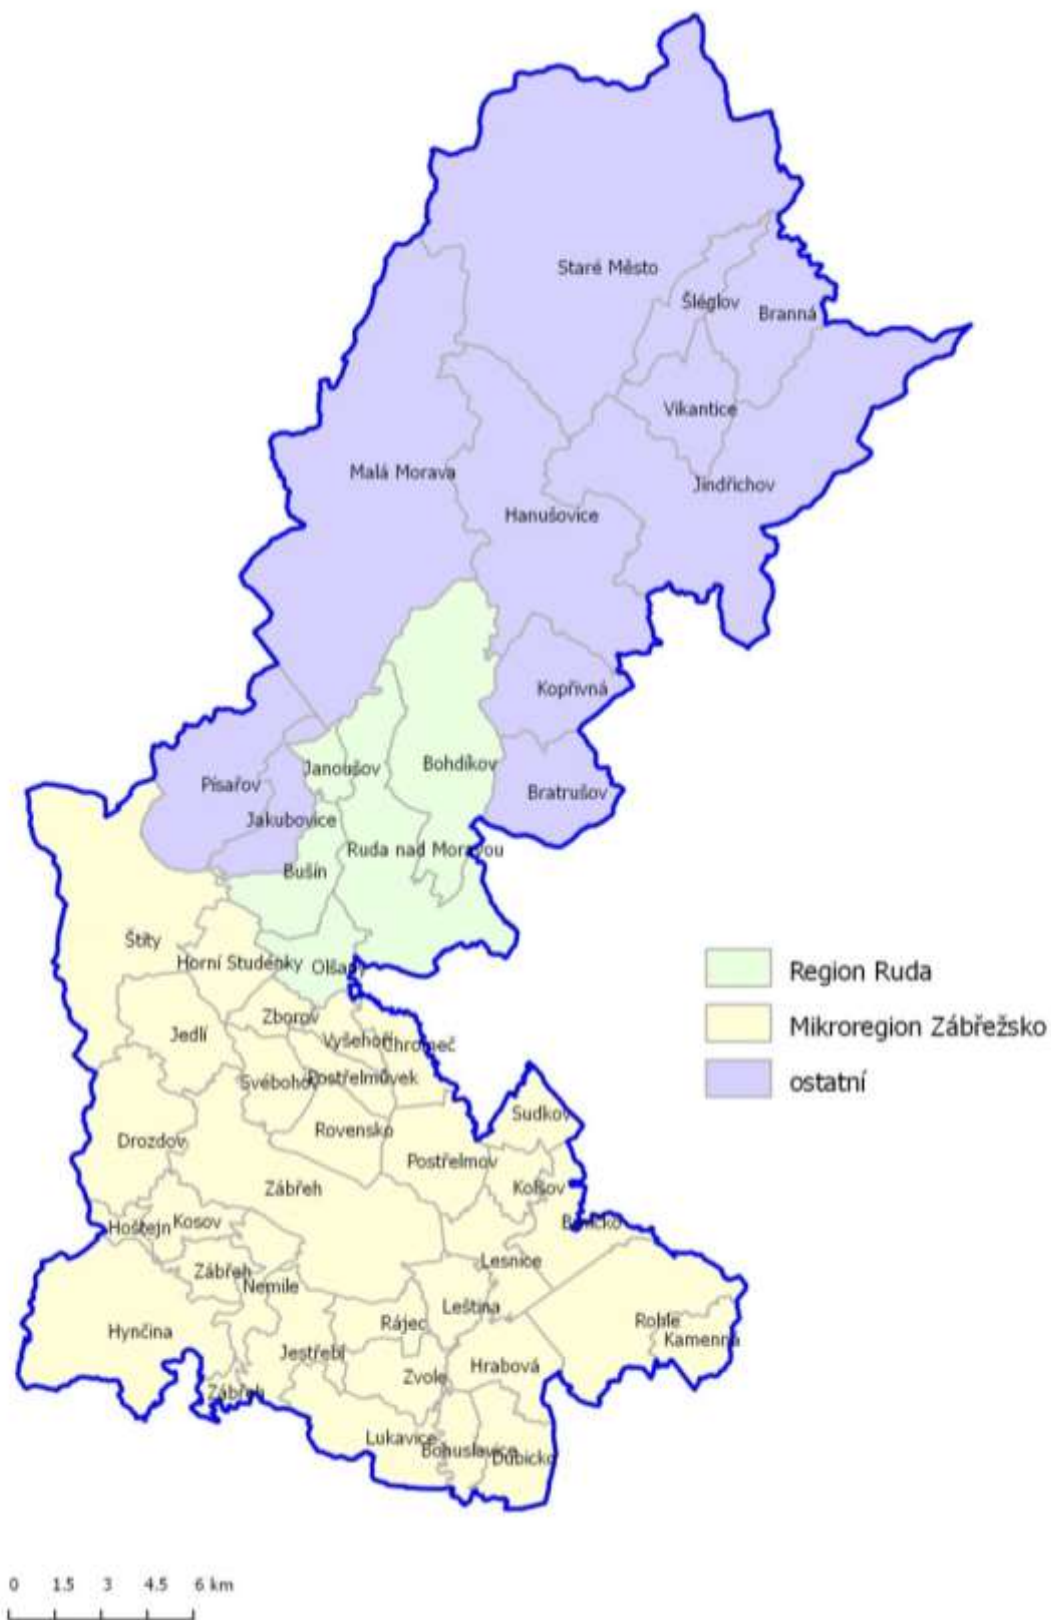 Staré Město
Šléglov
Branná
Vikantice
Malá Morava
Jindřichov
Hanušovice
Kopřivná
Janoušov
Bohdíkov
Písařov
Bratrušov
Jakubovice
Ruda nad Moravou
Bušín
Štíty
Horní Studénky
Olšany
Region Ruda
Zborov
Mikroregion Zábřežsko
Jedlí
Vyšehoří
Chromeč
Svébohov
Postřelmůvek
ostatní
Sudkov
Rovensko
Drozdov
Postřelmov
Zábřeh
Kolšov
Hoštejn
Kosov
Brníčko
Lesnice
Zábřeh
Nemile
Leština
Hynčina
Rájec
Rohle
Kamenná
Jestřebí
Hrabová
Zvole
Zábřeh
Lukavice
Bohuslavice
Dubicko
0 1.5 3 4.5 6 km